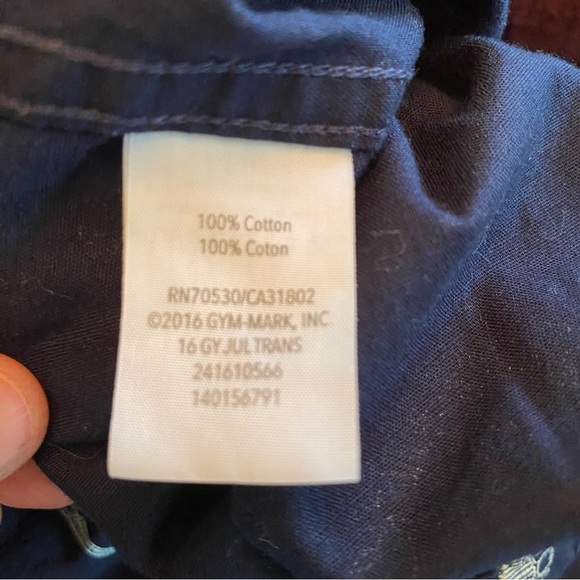 100% Cotton
100% Coton
RN70530/CA31802
©2016 GYM-MARK, INC.
16 GY JUL TRANS
241610566
140156791